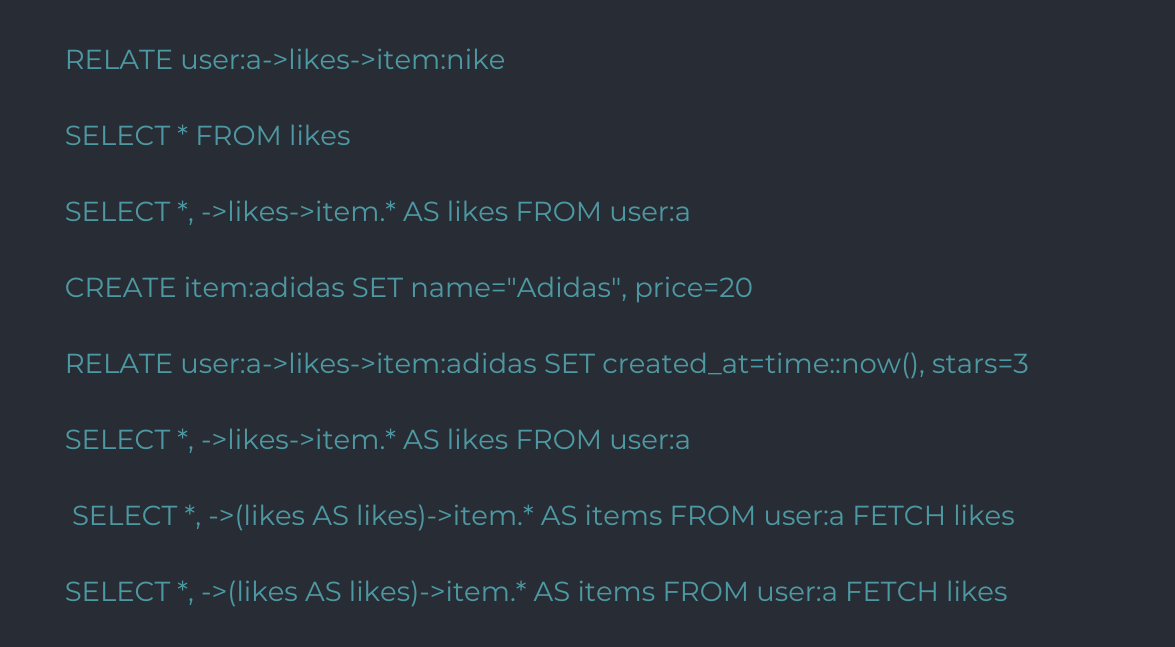 RELATE user:a->likes->item:nike
SELECT * FROM likes
SELECT *, ->likes->item.* AS likes FROM user:a
CREATE item:adidas SET name="Adidas", price=20
RELATE user:a->likes->item:adidas SET created_at=time::now(), stars=3
SELECT *, ->likes->item.* AS likes FROM user:a
SELECT *, ->(likes AS likes)->item.* AS items FROM user:a FETCH likes
SELECT *, ->(likes AS likes)->item.* AS items FROM user:a FETCH likes